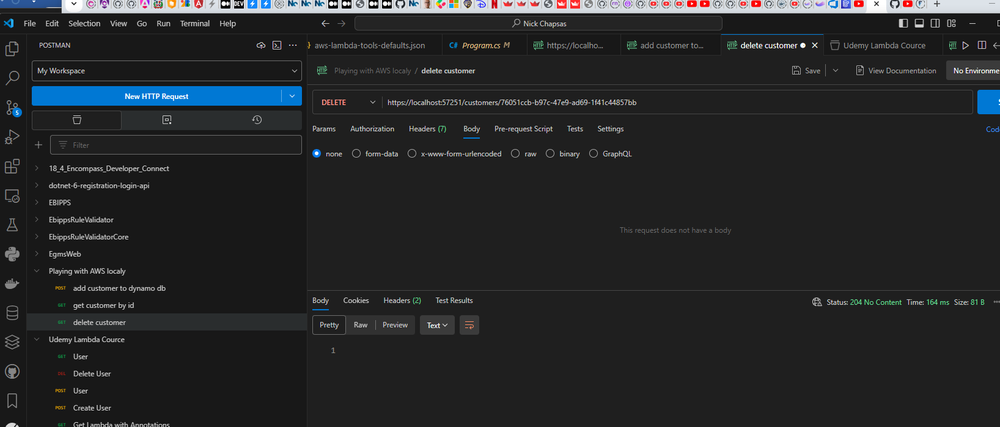 File Edit Selection View Go Run Terminal Help
Nick Chapsas
POSTMAN
aws-lambda-tools-defaults.json
C# Program.cs M
HTTP https://localho...
HTTP add customer to...
HTTP delete customer
Udemy Lambda Cource
HTTP
My Workspace
HTTP Playing with AWS localy / delete customer
Save
View Documentation
No Environme
New HTTP Request
DELETE
https://localhost:57251/customers/76051ccb-b97c-47e9-ad69-1f41c44857bb
S
5
Params Authorization Headers (7) Body Pre-request Script Tests Settings
Cod
Filter
none form-data x-www-form-urlencoded raw binary GraphQL
18_4_Encompass_Developer_Connect
dotnet-6-registration-login-api
EBIPPS
EbippsRuleValidator
EbippsRuleValidatorCore
EgmsWeb
Playing with AWS localy
POST add customer to dynamo db
GET get customer by id
GET delete customer
Udemy Lambda Cource
GET User
DEL Delete User
POST User
POST Create User
GET Get Lambda with Annotations
This request does not have a body
Body Cookies Headers (2) Test Results
Status: 204 No Content Time: 164 ms Size: 81 B
Pretty Raw Preview Text
1